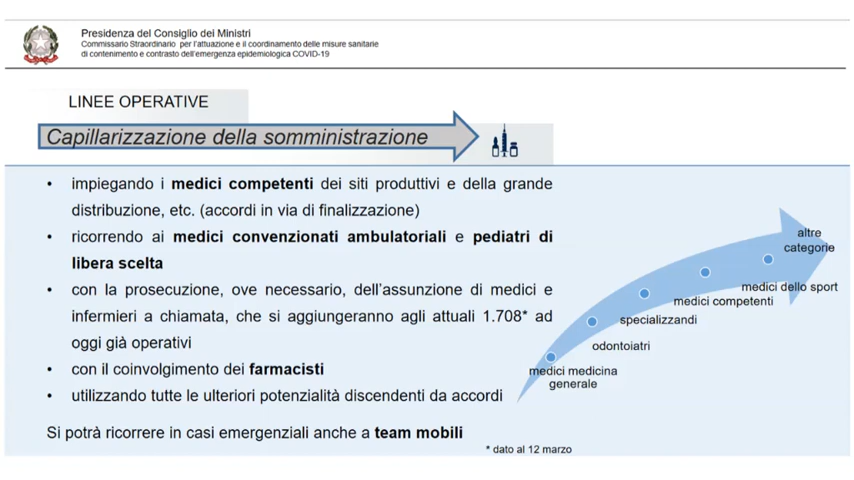 Presidenza del Consiglio dei Ministri
Commissario Straordinario per l'attuazione e il coordinamento delle misure sanitarie
di contenimento e contrasto dell'emergenza epidemiologica COVID-19
LINEE OPERATIVE
Capillarizzazione della somministrazione
• impiegando i medici competenti dei siti produttivi e della grande
distribuzione, etc. (accordi in via di finalizzazione)
• ricorrendo ai medici convenzionati ambulatoriali e pediatri di
libera scelta
• con la prosecuzione, ove necessario, dell'assunzione di medici e
infermieri a chiamata, che si aggiungeranno agli attuali 1.708* ad
oggi già operativi
• con il coinvolgimento dei farmacisti
• utilizzando tutte le ulteriori potenzialità discendenti da accordi
Si potrà ricorrere in casi emergenziali anche a team mobili
* dato al 12 marzo
altre
categorie
medici dello sport
medici competenti
specializzandi
odontoiatri
medici medicina
generale